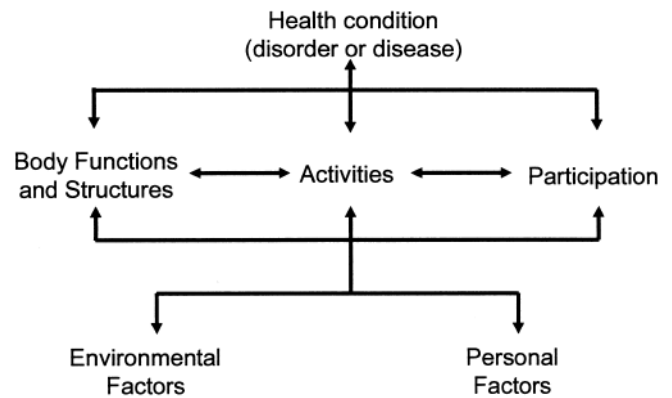 Health condition
(disorder or disease)
Body Functions
and Structures
Activities
Participation
Environmental
Factors
Personal
Factors